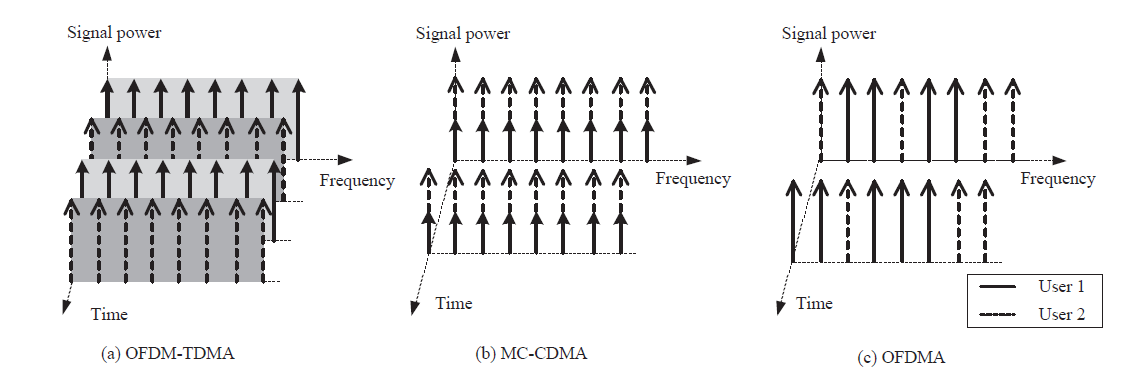 Signal power
Signal power
Signal power
Frequency
Frequency
Frequency
Time
Time
Time
User 1
User 2
(a) OFDM-TDMA
(b) MC-CDMA
(c) OFDMA